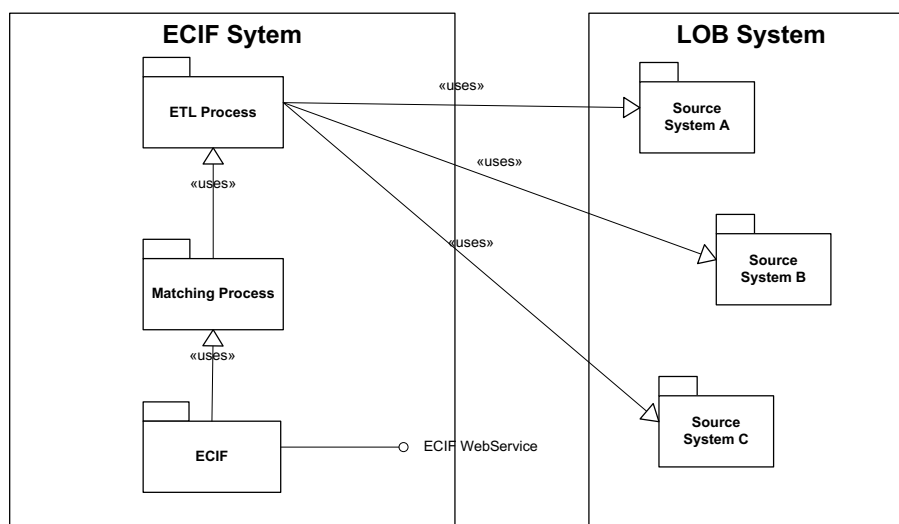 ECIF Sytem
LOB System
ETL Process
«uses»
Source
System A
«uses»
«uses»
«uses»
Source
System B
Matching Process
«uses»
Source
System C
ECIF
ECIF WebService